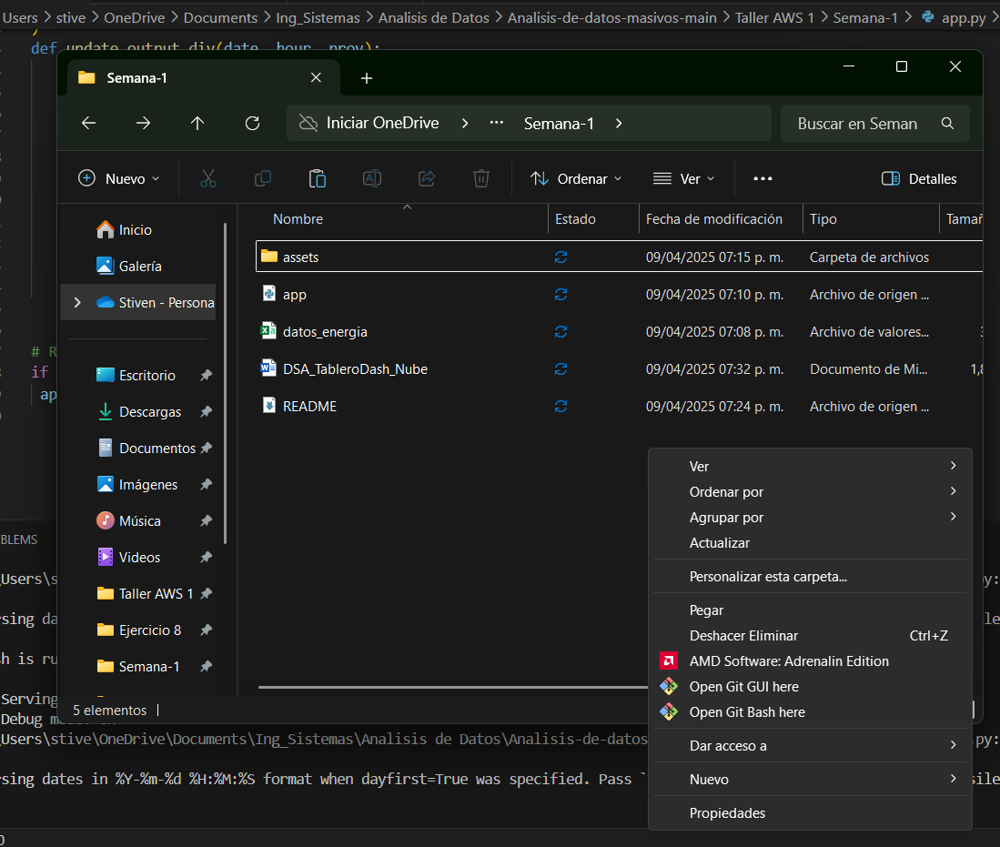 Users > stive > OneDrive > Documents > Ing_Sistemas > Analisis de Datos > Analisis-de-datos-masivos-main > Taller AWS 1 > Semana-1 > app.py >
)
def update_output_div(date, hour, prov):
Semana-1
Iniciar OneDrive > ... Semana-1 >
Buscar en Seman
Nuevo
Ordenar
Ver
Detalles
Nombre Estado Fecha de modificación Tipo Tamañ
assets 09/04/2025 07:15 p. m. Carpeta de archivos
app 09/04/2025 07:10 p. m. Archivo de origen ...
datos_energia 09/04/2025 07:08 p. m. Archivo de valores...
DSA_TableroDash_Nube 09/04/2025 07:32 p. m. Documento de Mi... 1,8
README 09/04/2025 07:24 p. m. Archivo de origen ...
Inicio
Galería
Stiven - Persona
Escritorio
Descargas
Documentos
Imágenes
Música
Videos
Taller AWS 1
Ejercicio 8
Semana-1
5 elementos
Ver
Ordenar por
Agrupar por
Actualizar
Personalizar esta carpeta...
Pegar
Deshacer Eliminar Ctrl+Z
AMD Software: Adrenalin Edition
Open Git GUI here
Open Git Bash here
Dar acceso a
Nuevo
Propiedades
# R
if
ap
BLEMS
Users\s
py:
rsing da
sh is ru
Serving
Debug
Users\stive\OneDrive\Documents\Ing_Sistemas\Analisis de Datos\Analisis-de-datos
py:
rsing dates in %Y-%m-%d %H:%M:%S format when dayfirst=True was specified. Pass `